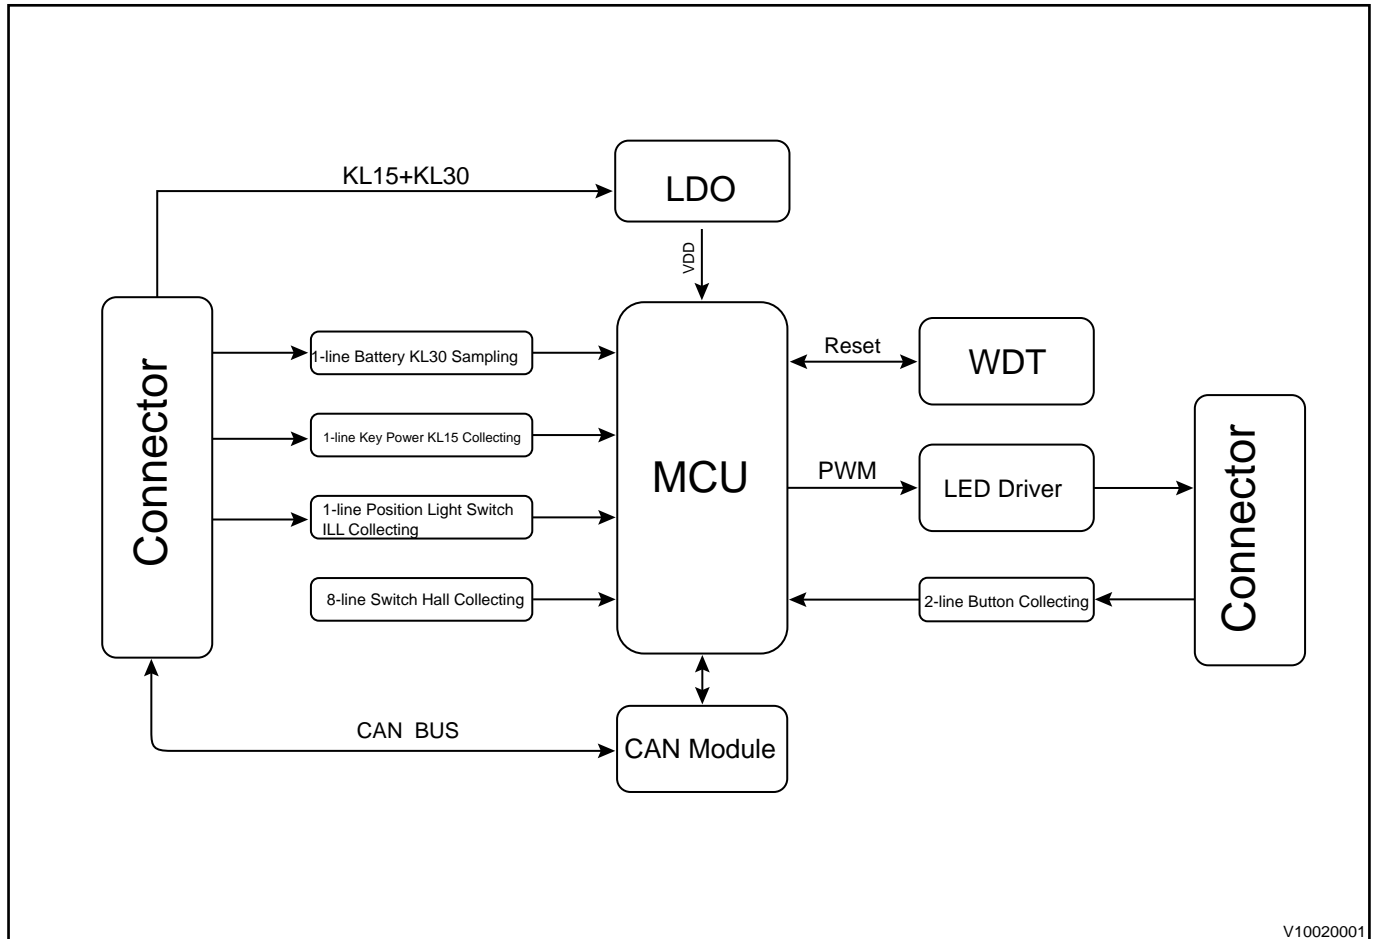 KL15+KL30
LDO
VDD
Connector
1-line Battery KL30 Sampling
1-line Key Power KL15 Collecting
1-line Position Light Switch
ILL Collecting
8-line Switch Hall Collecting
MCU
Reset
WDT
PWM
LED Driver
2-line Button Collecting
Connector
CAN BUS
CAN Module
V10020001